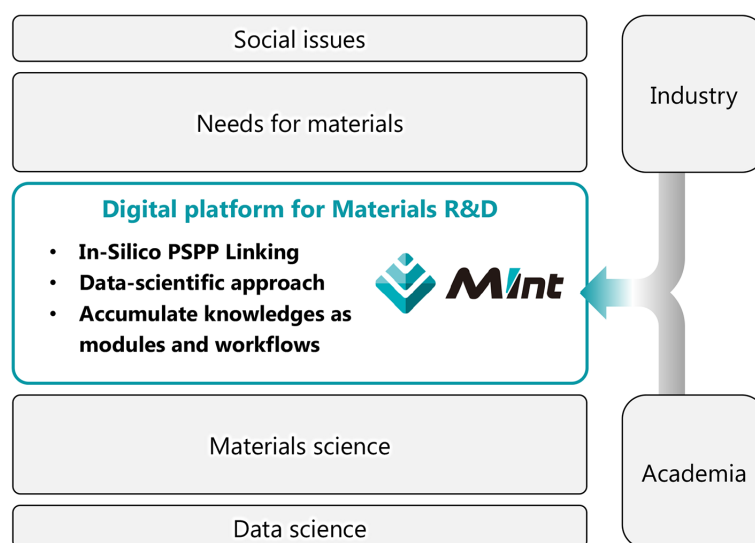 Social issues
Needs for materials
Industry
Digital platform for Materials R&D
• In-Silico PSPP Linking
• Data-scientific approach
• Accumulate knowledges as
modules and workflows
MInt
Materials science
Academia
Data science